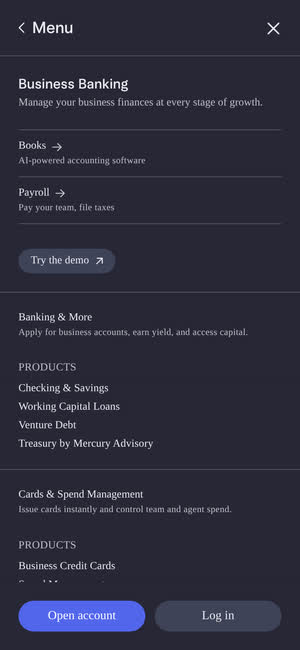 Menu
Business Banking
Manage your business finances at every stage of growth.
Books
AI-powered accounting software
Payroll
Pay your team, file taxes
Try the demo
Banking & More
Apply for business accounts, earn yield, and access capital.
PRODUCTS
Checking & Savings
Working Capital Loans
Venture Debt
Treasury by Mercury Advisory
Cards & Spend Management
Issue cards instantly and control team and agent spend.
PRODUCTS
Business Credit Cards
Open account
Log in